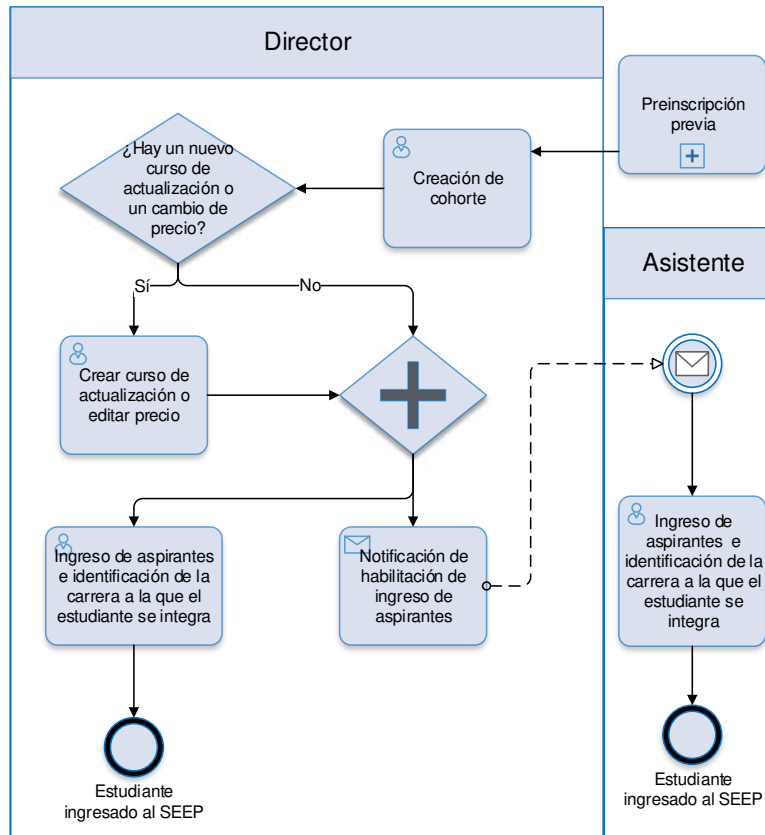 Director
Preinscripción
previa
Creación de
cohorte
¿Hay un nuevo
curso de
actualización o
un cambio de
precio?
Asistente
Sí
No
Crear curso de
actualización o
editar precio
Ingreso de aspirantes
e identificación de la
carrera a la que el
estudiante se integra
Notificación de
habilitación de
ingreso de
aspirantes
Ingreso de
aspirantes e
identificación de la
carrera a la que el
estudiante se
integra
Estudiante
ingresado al SEEP
Estudiante
ingresado al SEEP